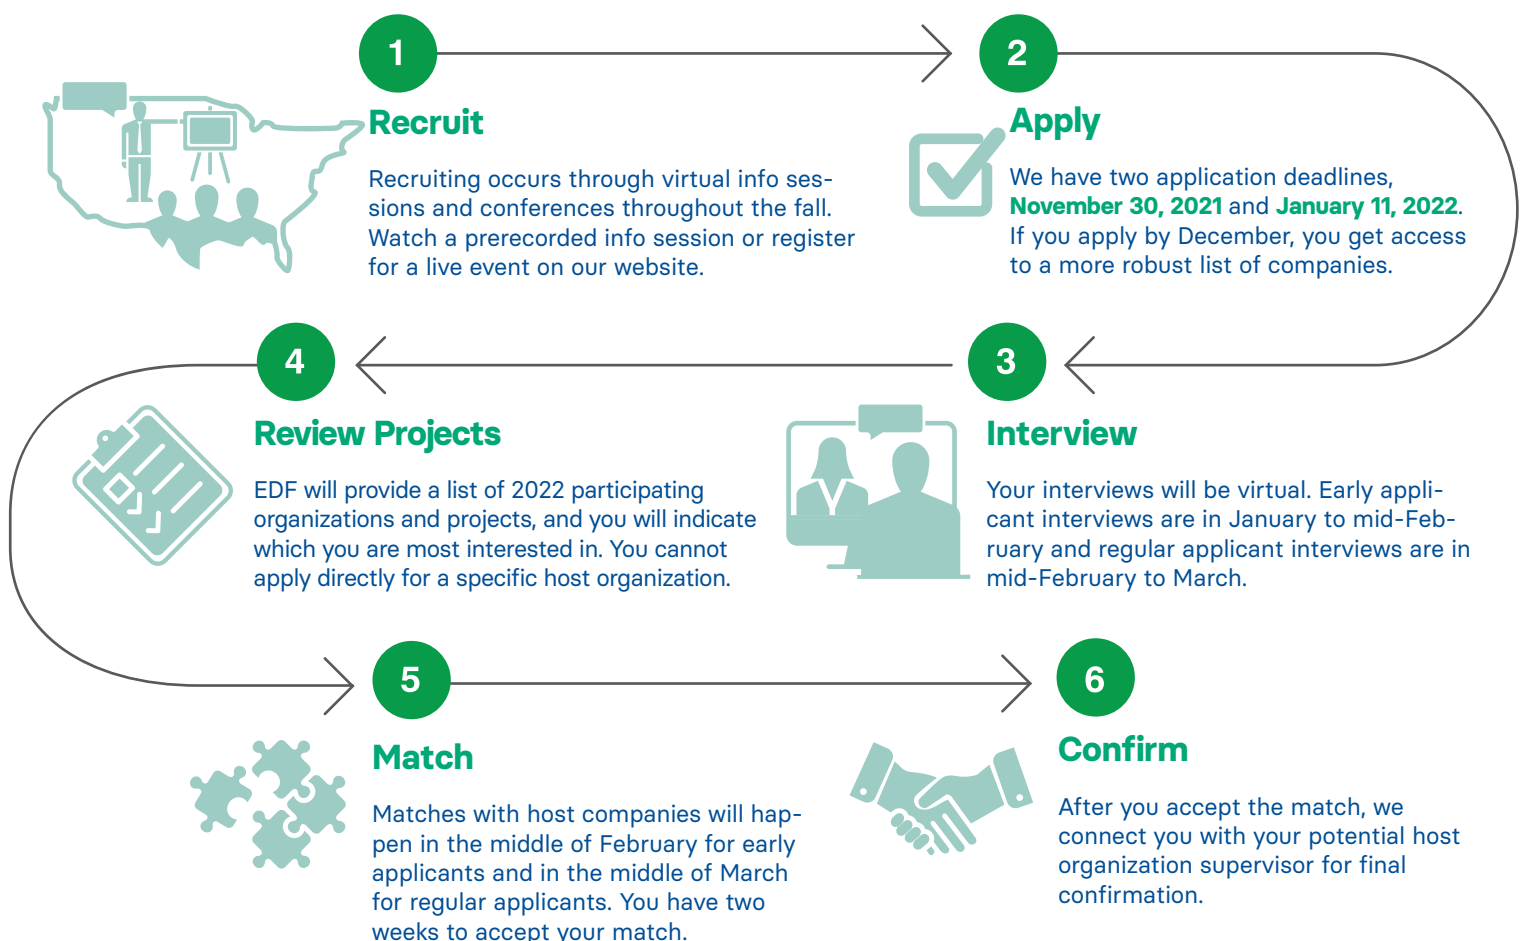 1
Recruit
Recruiting occurs through virtual info ses-
sions and conferences throughout the fall.
Watch a prerecorded info session or register
for a live event on our website.
2
Apply
We have two application deadlines,
November 30, 2021 and January 11, 2022.
If you apply by December, you get access
to a more robust list of companies.
3
Interview
Your interviews will be virtual. Early appli-
cant interviews are in January to mid-Feb-
ruary and regular applicant interviews are in
mid-February to March.
4
Review Projects
EDF will provide a list of 2022 participating
organizations and projects, and you will indicate
which you are most interested in. You cannot
apply directly for a specific host organization.
5
Match
Matches with host companies will hap-
pen in the middle of February for early
applicants and in the middle of March
for regular applicants. You have two
weeks to accept your match.
6
Confirm
After you accept the match, we
connect you with your potential host
organization supervisor for final
confirmation.